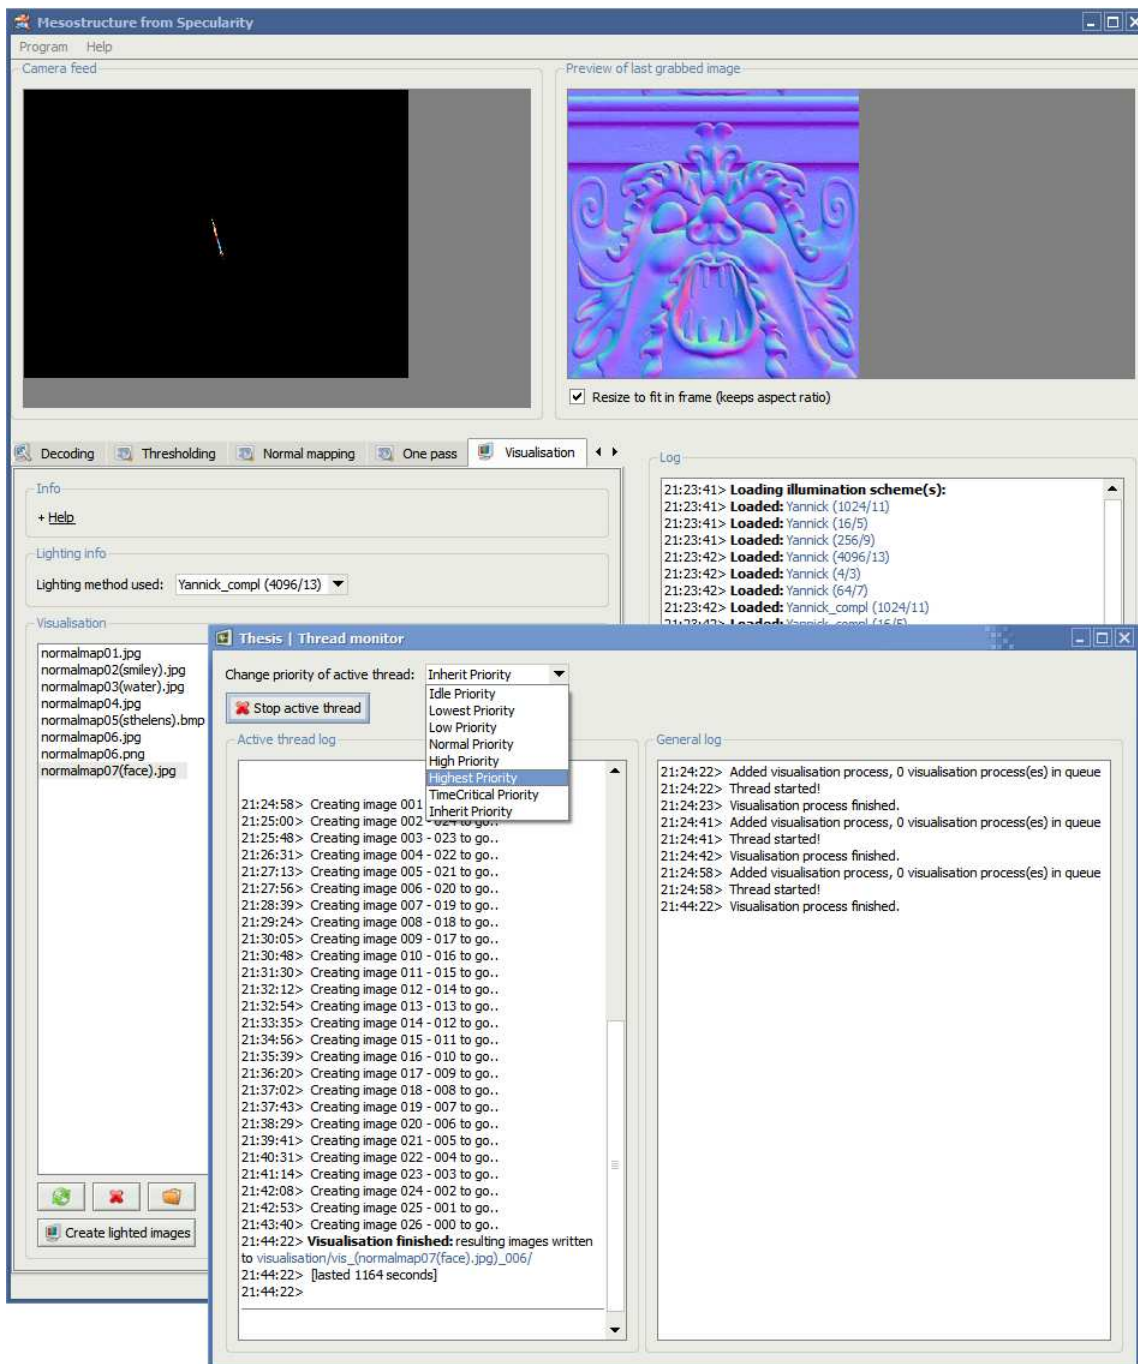 Mesostructure from Specularity
Program Help
Camera feed
Preview of last grabbed image
Resize to fit in frame (keeps aspect ratio)
Decoding Thresholding Normal mapping One pass Visualisation
Info
+ Help
Lighting info
Lighting method used: Yannick_compl (4096/13)
Visualisation
normalmap01.jpg
normalmap02(smiley).jpg
normalmap03(water).jpg
normalmap04.jpg
normalmap05(sthelens).bmp
normalmap06.jpg
normalmap06.png
normalmap07(face).jpg
Create lighted images
Log
21:23:41> Loading illumination scheme(s):
21:23:41> Loaded: Yannick (1024/11)
21:23:41> Loaded: Yannick (16/5)
21:23:41> Loaded: Yannick (256/9)
21:23:42> Loaded: Yannick (4096/13)
21:23:42> Loaded: Yannick (4/3)
21:23:42> Loaded: Yannick (64/7)
21:23:42> Loaded: Yannick_compl (1024/11)
21:23:42> Loaded: Yannick_compl (16/5)
Thesis | Thread monitor
Change priority of active thread: Inherit Priority
Idle Priority
Lowest Priority
Low Priority
Normal Priority
High Priority
Highest Priority
TimeCritical Priority
Inherit Priority
Stop active thread
Active thread log
21:24:58> Creating image 001
21:25:00> Creating image 002 - 024 to go..
21:25:48> Creating image 003 - 023 to go..
21:26:31> Creating image 004 - 022 to go..
21:27:13> Creating image 005 - 021 to go..
21:27:56> Creating image 006 - 020 to go..
21:28:39> Creating image 007 - 019 to go..
21:29:24> Creating image 008 - 018 to go..
21:30:05> Creating image 009 - 017 to go..
21:30:48> Creating image 010 - 016 to go..
21:31:30> Creating image 011 - 015 to go..
21:32:12> Creating image 012 - 014 to go..
21:32:54> Creating image 013 - 013 to go..
21:33:35> Creating image 014 - 012 to go..
21:34:56> Creating image 015 - 011 to go..
21:35:39> Creating image 016 - 010 to go..
21:36:20> Creating image 017 - 009 to go..
21:37:02> Creating image 018 - 008 to go..
21:37:43> Creating image 019 - 007 to go..
21:38:29> Creating image 020 - 006 to go..
21:39:41> Creating image 021 - 005 to go..
21:40:31> Creating image 022 - 004 to go..
21:41:14> Creating image 023 - 003 to go..
21:42:08> Creating image 024 - 002 to go..
21:42:53> Creating image 025 - 001 to go..
21:43:40> Creating image 026 - 000 to go..
21:44:22> Visualisation finished: resulting images written
to visualisation/vis_(normalmap07(face).jpg)_006/
21:44:22> [lasted 1164 seconds]
21:44:22>
General log
21:24:22> Added visualisation process, 0 visualisation process(es) in queue
21:24:22> Thread started!
21:24:23> Visualisation process finished.
21:24:41> Added visualisation process, 0 visualisation process(es) in queue
21:24:41> Thread started!
21:24:42> Visualisation process finished.
21:24:58> Added visualisation process, 0 visualisation process(es) in queue
21:24:58> Thread started!
21:44:22> Visualisation process finished.